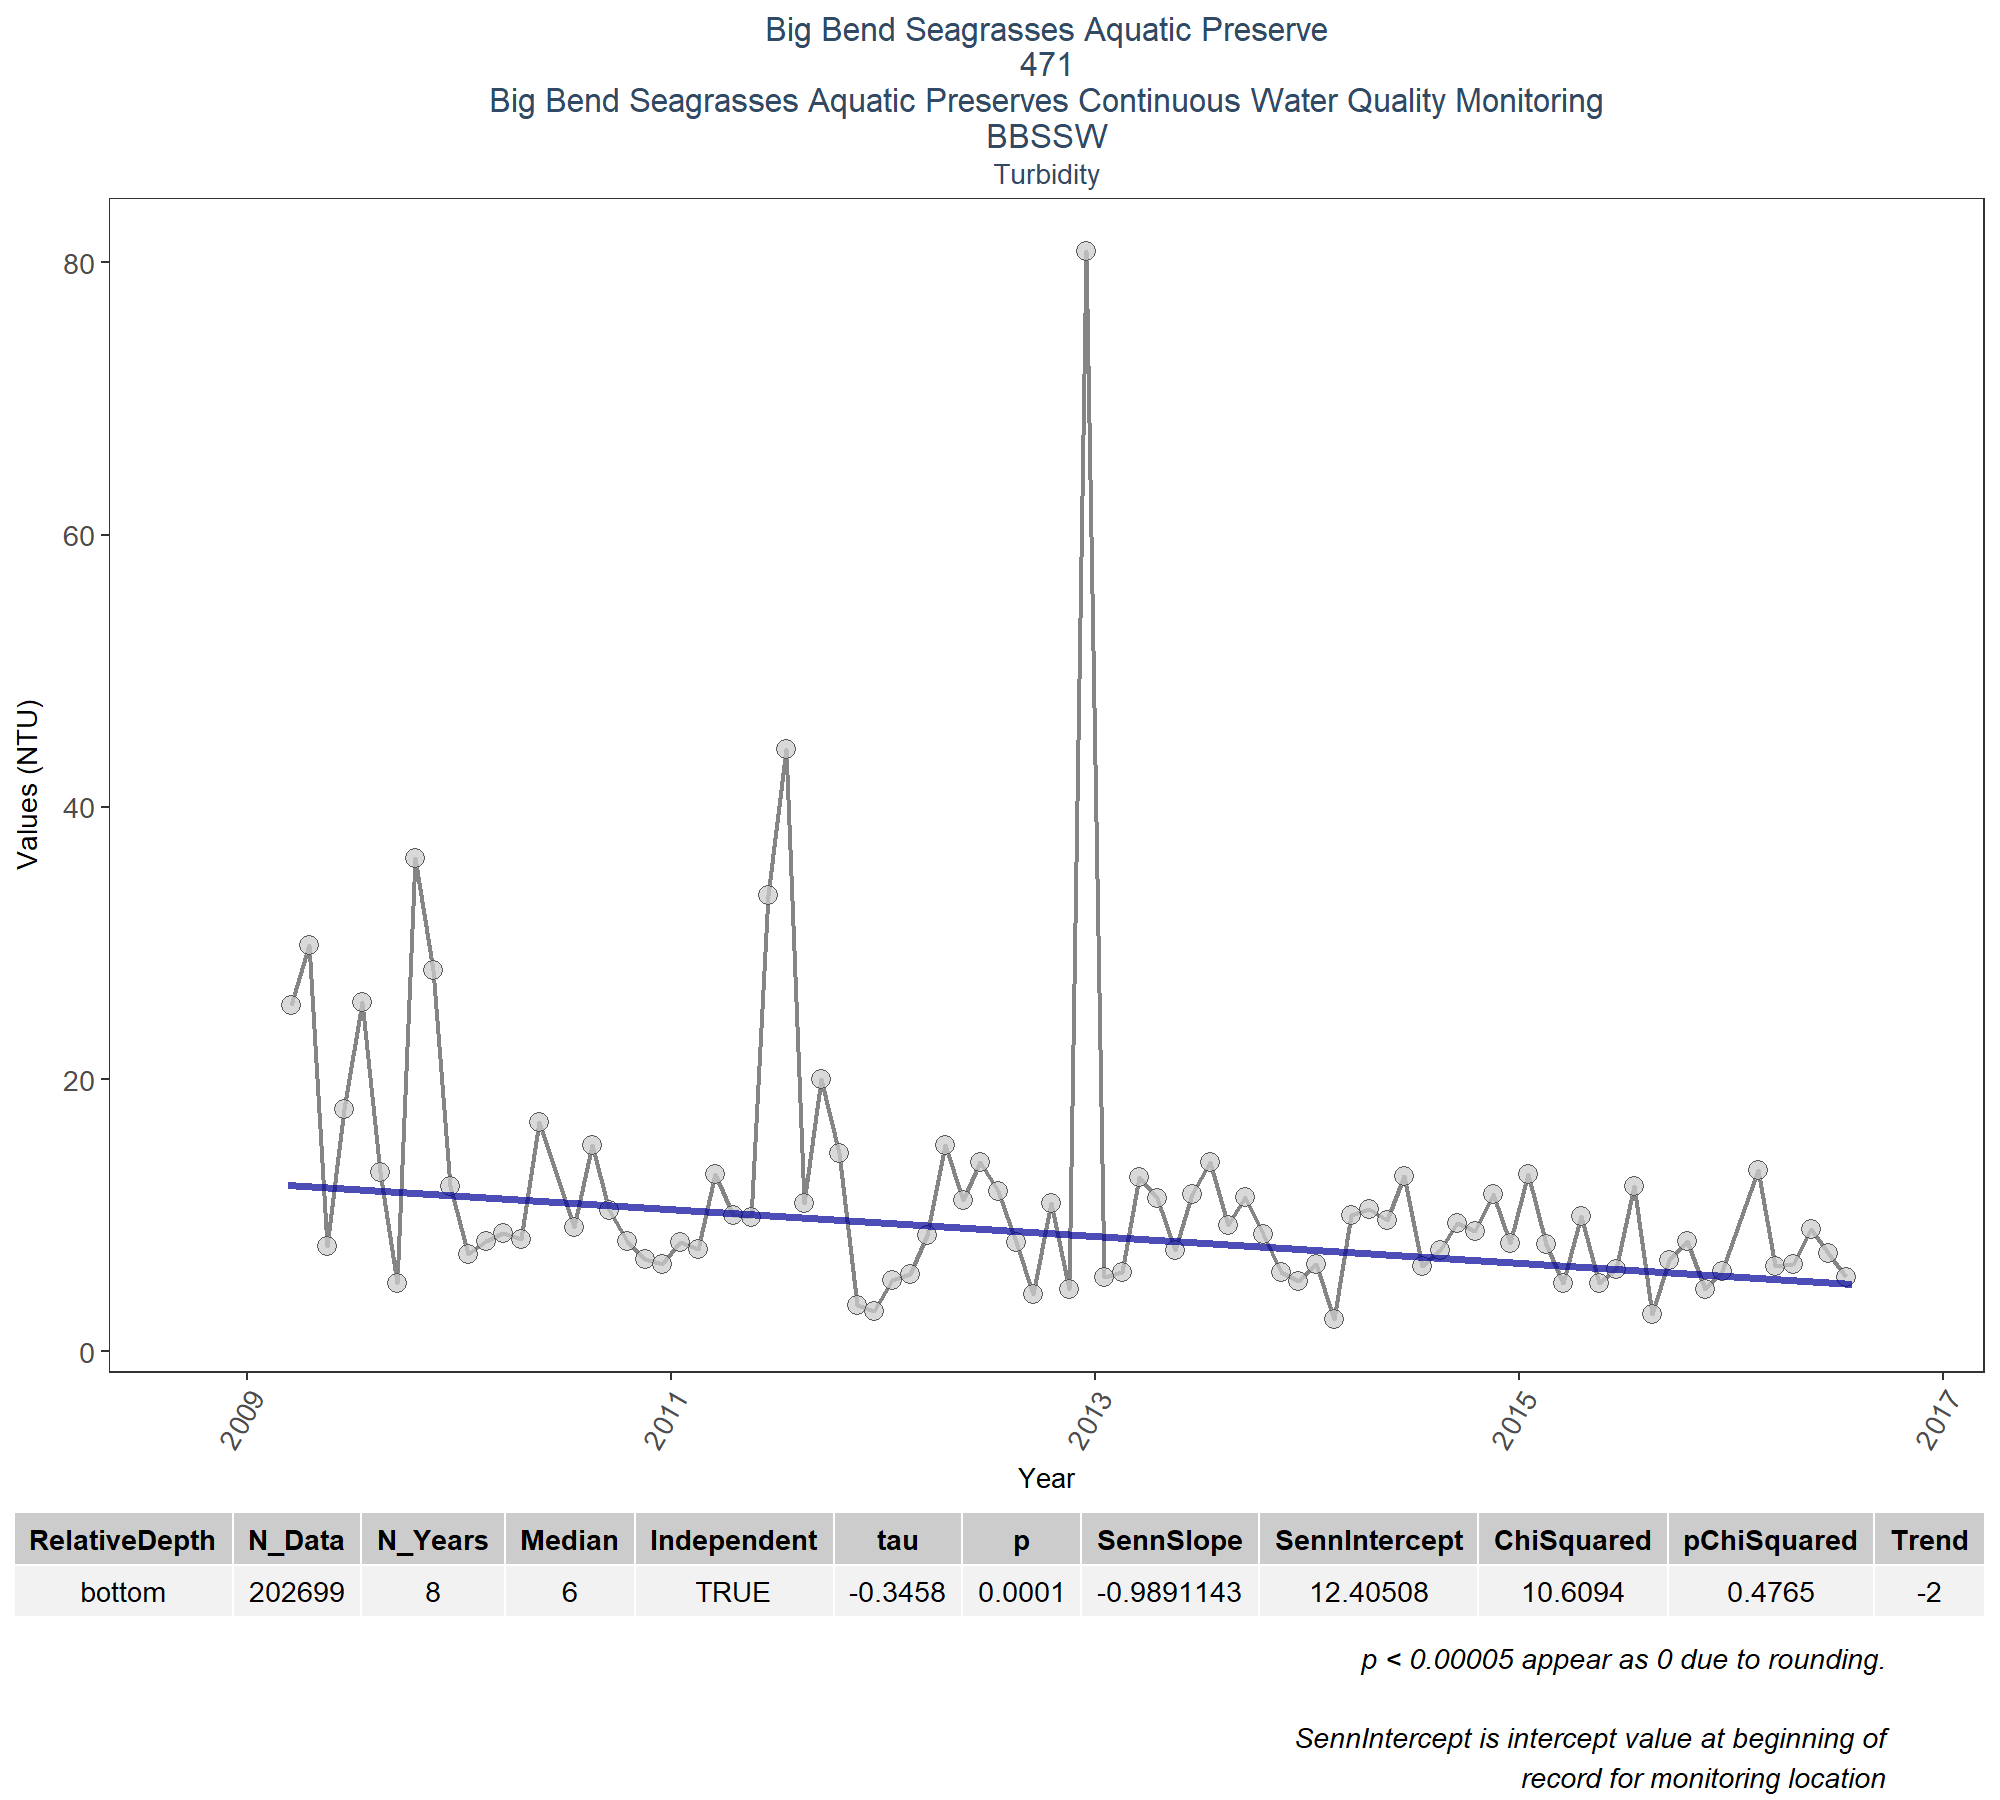 Big Bend Seagrasses Aquatic Preserve
471
Big Bend Seagrasses Aquatic Preserves Continuous Water Quality Monitoring
BBSSW
Turbidity
Values (NTU)
80
60
40
20
0
2009 2011 2013 2015 2017
Year
RelativeDepth N_Data N_Years Median Independent tau p SennSlope SennIntercept ChiSquared pChiSquared Trend
bottom 202699 8 6 TRUE -0.3458 0.0001 -0.9891143 12.40508 10.6094 0.4765 -2
p < 0.00005 appear as 0 due to rounding.
SennIntercept is intercept value at beginning of
record for monitoring location